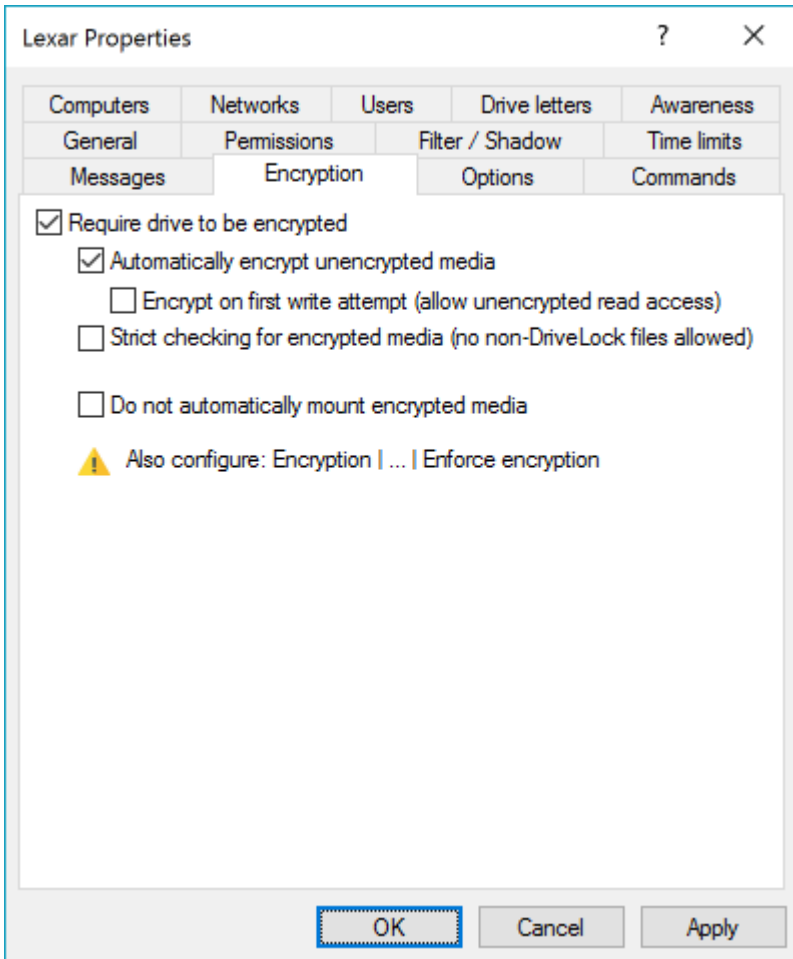 Lexar Properties
?
Computers Networks Users Drive letters Awareness
General Permissions Filter / Shadow Time limits
Messages Encryption Options Commands
Require drive to be encrypted
Automatically encrypt unencrypted media
Encrypt on first write attempt (allow unencrypted read access)
Strict checking for encrypted media (no non-DriveLock files allowed)
Do not automatically mount encrypted media
Also configure: Encryption | ... | Enforce encryption
OK Cancel Apply